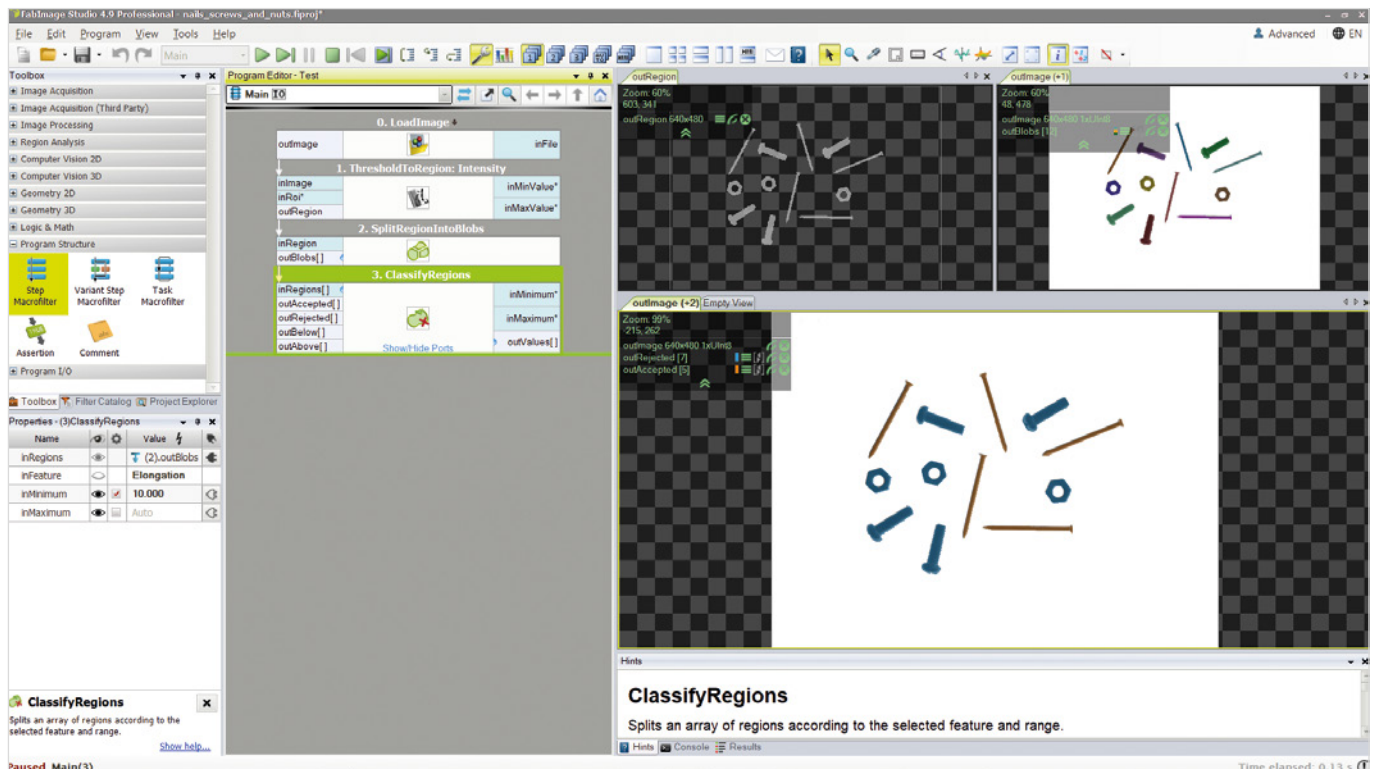 FabImage Studio 4.9 Professional - nails_screws_and_nuts.fiproj*
File Edit Program View Tools Help
Main
Advanced EN
Toolbox
Image Acquisition
Image Acquisition (Third Party)
Image Processing
Region Analysis
Computer Vision 2D
Computer Vision 3D
Geometry 2D
Geometry 3D
Logic & Math
Program Structure
Step Macrofilter
Variant Step Macrofilter
Task Macrofilter
Assertion
Comment
Program I/O
Toolbox Filter Catalog Project Explorer
Properties - (3)ClassifyRegions
Name Value
inRegions (2).outBlobs
inFeature Elongation
inMinimum 10.000
inMaximum Auto
ClassifyRegions
Splits an array of regions according to the
selected feature and range.
Show help...
Program Editor - Test
Main
0. LoadImage
outImage inFile
1. ThresholdToRegion: Intensity
inImage
inRoi*
outRegion
inMinValue*
inMaxValue*
2. SplitRegionIntoBlobs
inRegion
outBlobs[]
3. ClassifyRegions
inRegions[]
outAccepted[]
outRejected[]
outBelow[]
outAbove[]
inMinimum*
inMaximum*
outValues[]
Show/Hide Ports
outRegion
Zoom: 60%
603, 341
outRegion 640x480
outImage (+1)
Zoom: 60%
48, 478
outImage 640x480 1xUInt8
outBlobs [12]
outImage (+2) Empty View
Zoom: 99%
-215, 262
outImage 640x480 1xUInt8
outRejected [7]
outAccepted [5]
Hints
ClassifyRegions
Splits an array of regions according to the selected feature and range.
Hints Console Results
Paused Main(3)
Time elapsed: 0.13 s